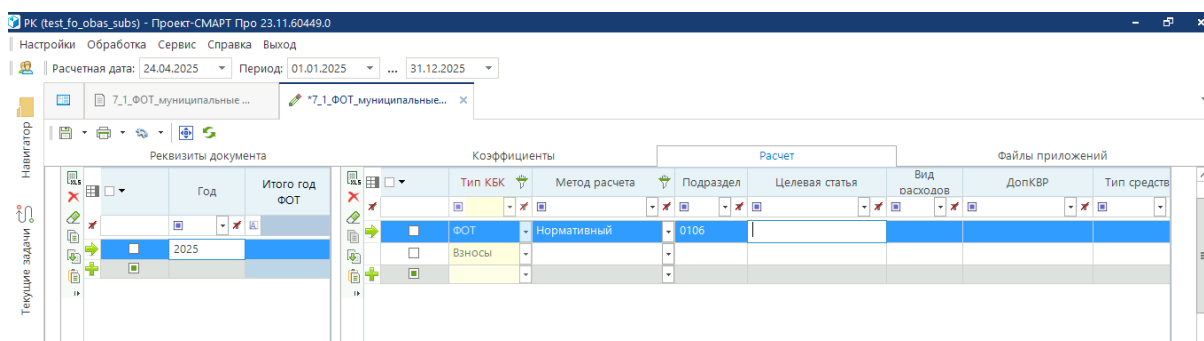 РК (test_fo_obas_subs) - Проект-СМАРТ Про 23.11.60449.0
Настройки Обработка Сервис Справка Выход
Расчетная дата: 24.04.2025 Период: 01.01.2025 ... 31.12.2025
7_1_ФОТ_муниципальные ... *7_1_ФОТ_муниципальные...
Навигатор
Текущие задачи
Реквизиты документа Коэффициенты Расчет Файлы приложений
Год Итого год ФОТ
2025
XLS Тип КБК Метод расчета Подраздел Целевая статья Вид расходов ДопКВР Тип средств
ФОТ Нормативный 0106
Взносы